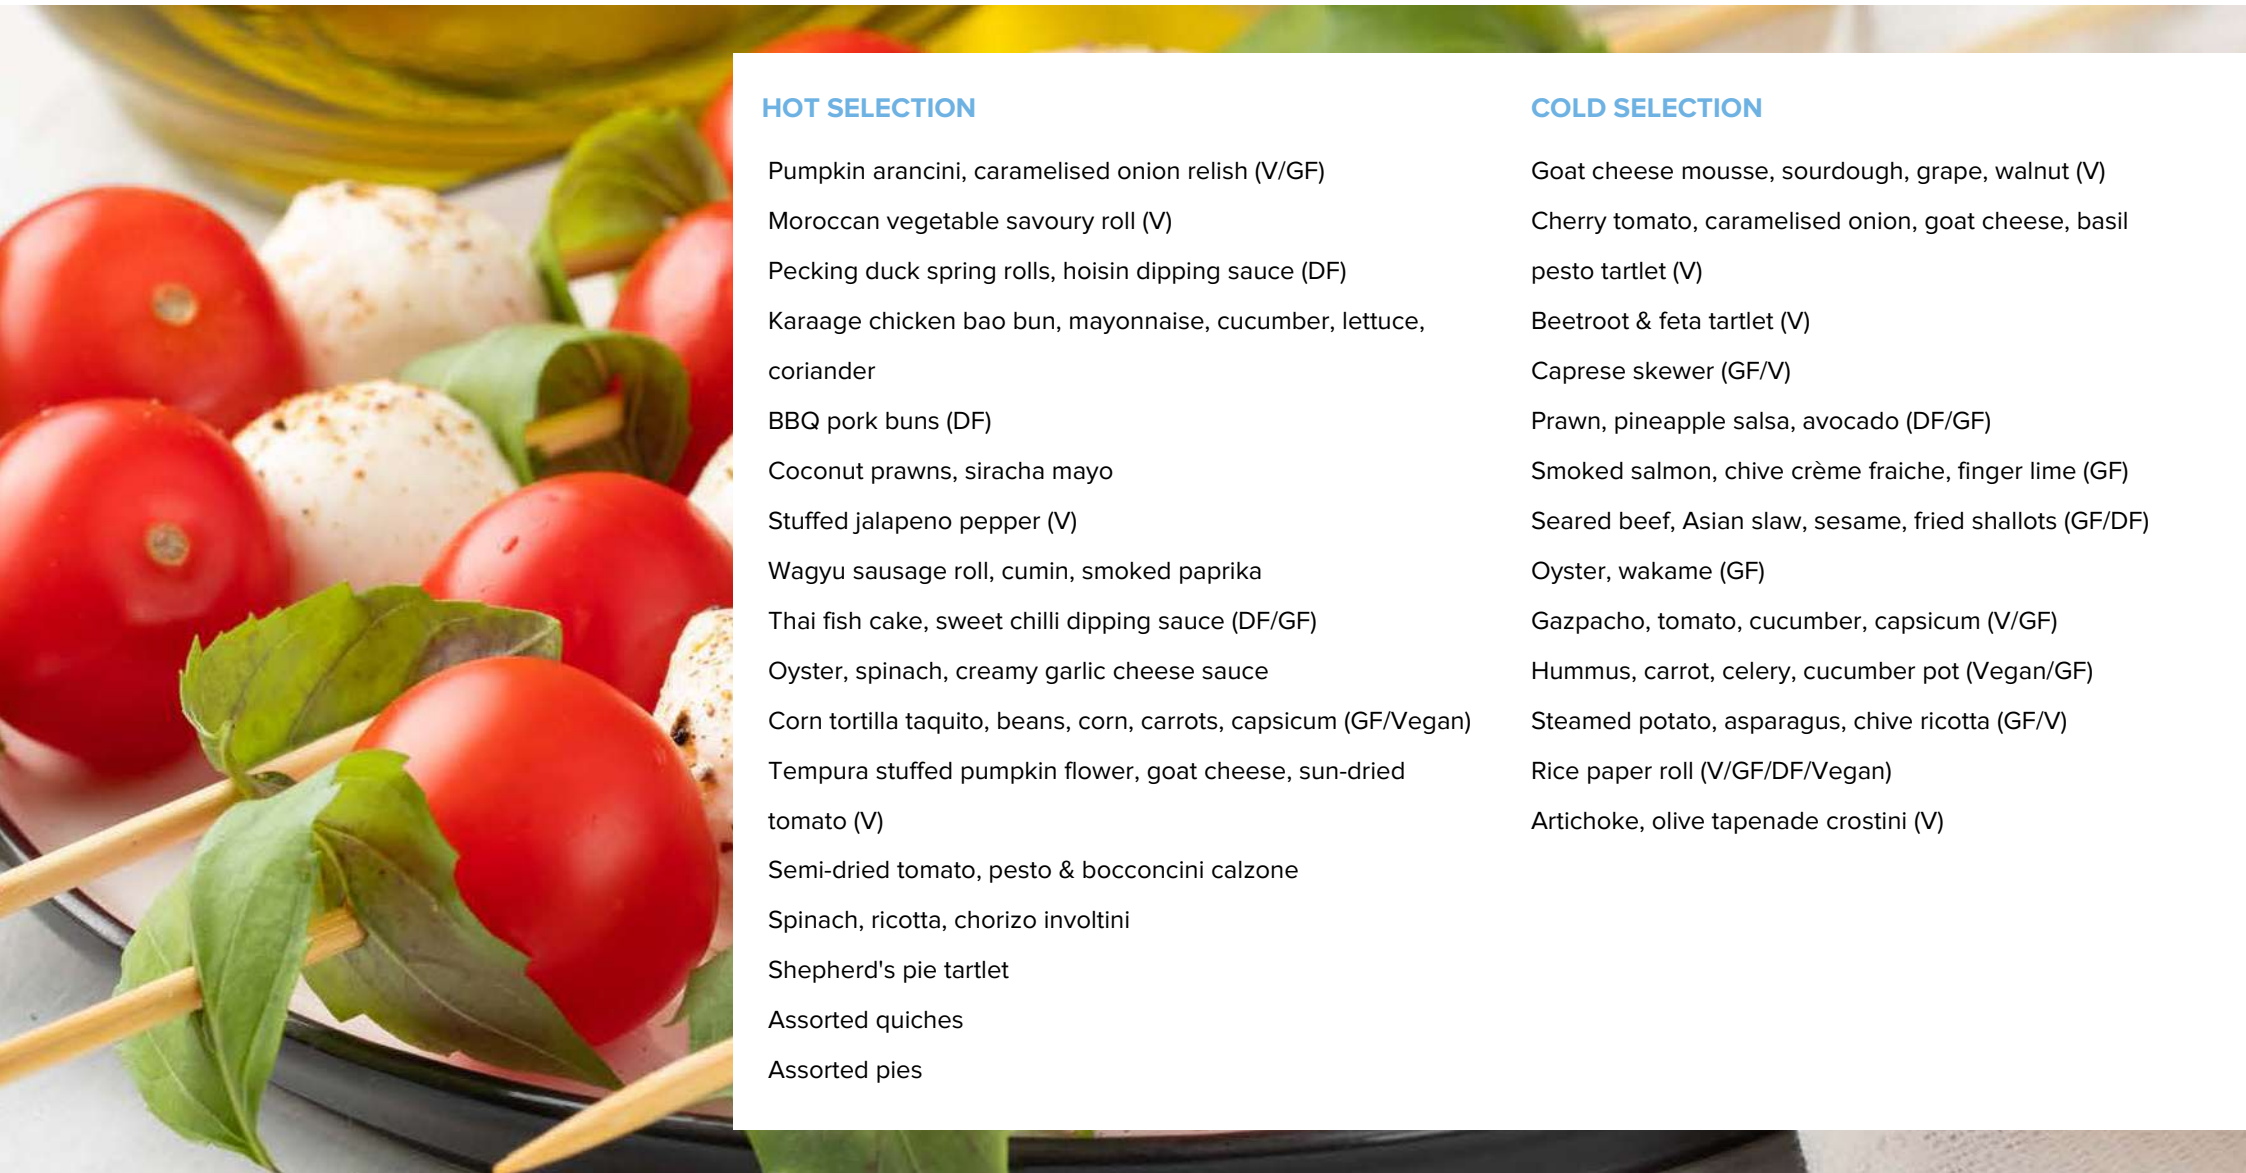 HOT SELECTION
Pumpkin arancini, caramelised onion relish (V/GF)
Moroccan vegetable savoury roll (V)
Pecking duck spring rolls, hoisin dipping sauce (DF)
Karaage chicken bao bun, mayonnaise, cucumber, lettuce,
coriander
BBQ pork buns (DF)
Coconut prawns, siracha mayo
Stuffed jalapeno pepper (V)
Wagyu sausage roll, cumin, smoked paprika
Thai fish cake, sweet chilli dipping sauce (DF/GF)
Oyster, spinach, creamy garlic cheese sauce
Corn tortilla taquito, beans, corn, carrots, capsicum (GF/Vegan)
Tempura stuffed pumpkin flower, goat cheese, sun-dried
tomato (V)
Semi-dried tomato, pesto & bocconcini calzone
Spinach, ricotta, chorizo involtini
Shepherd's pie tartlet
Assorted quiches
Assorted pies
COLD SELECTION
Goat cheese mousse, sourdough, grape, walnut (V)
Cherry tomato, caramelised onion, goat cheese, basil
pesto tartlet (V)
Beetroot & feta tartlet (V)
Caprese skewer (GF/V)
Prawn, pineapple salsa, avocado (DF/GF)
Smoked salmon, chive crème fraiche, finger lime (GF)
Seared beef, Asian slaw, sesame, fried shallots (GF/DF)
Oyster, wakame (GF)
Gazpacho, tomato, cucumber, capsicum (V/GF)
Hummus, carrot, celery, cucumber pot (Vegan/GF)
Steamed potato, asparagus, chive ricotta (GF/V)
Rice paper roll (V/GF/DF/Vegan)
Artichoke, olive tapenade crostini (V)